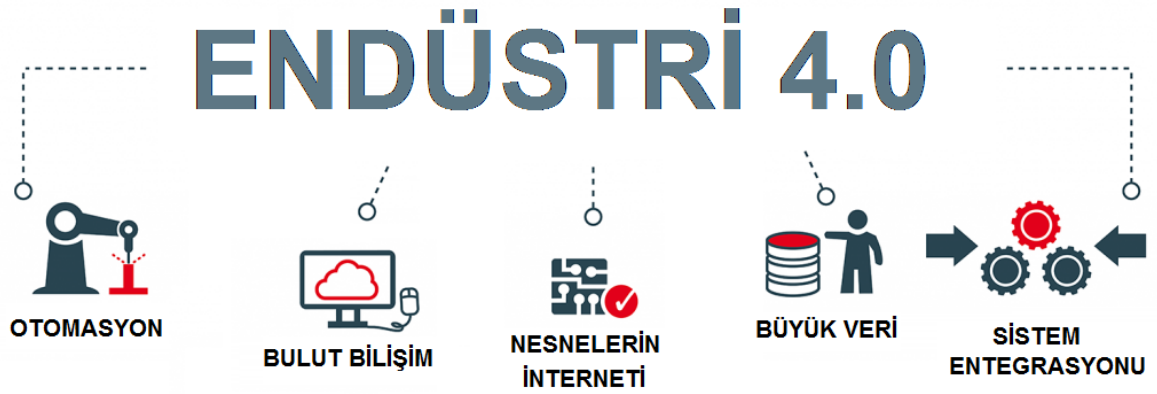 ENDÜSTRİ 4.0
OTOMASYON
BULUT BİLİŞİM
NESNELERİN
İNTERNETİ
BÜYÜK VERİ
SİSTEM
ENTEGRASYONU